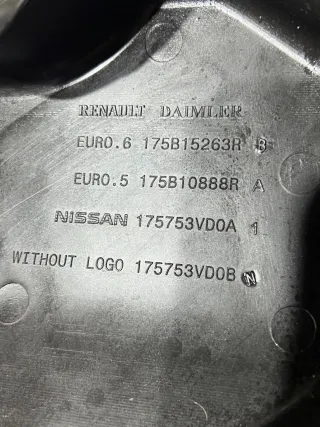 RENAULT DAIMLER
EURO.6 175B15263R B
EURO.5 175B10888R A
NISSAN 175753VD0A 1
WITHOUT LOGO 175753VD0B N